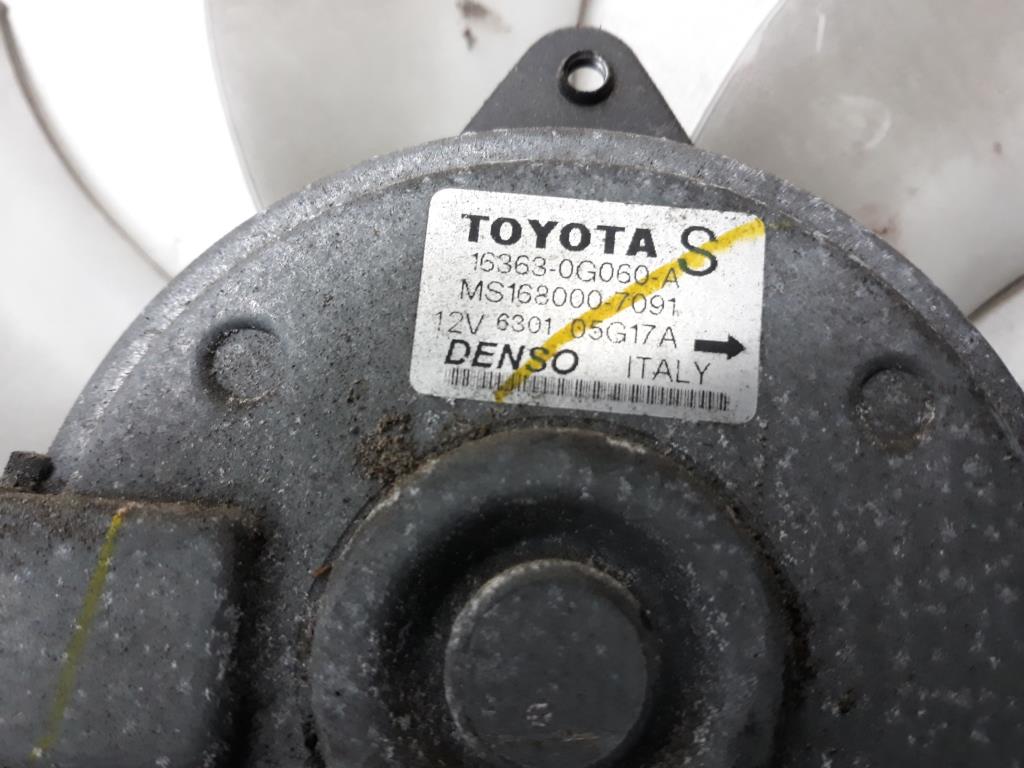 TOYOTA S
16363-0G060-A
MS168000-7091
12V 6301 05G17A
DENSO ITALY